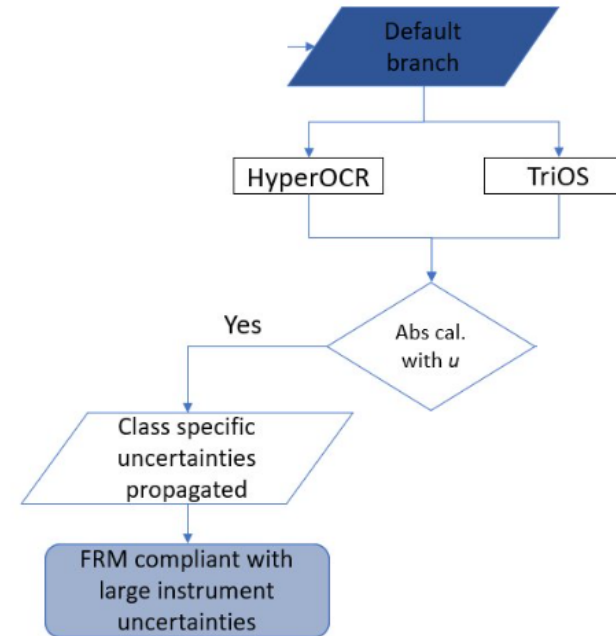 Default
branch
HyperOCR
TriOS
Yes
Abs cal.
with u
Class specific
uncertainties
propagated
FRM compliant with
large instrument
uncertainties